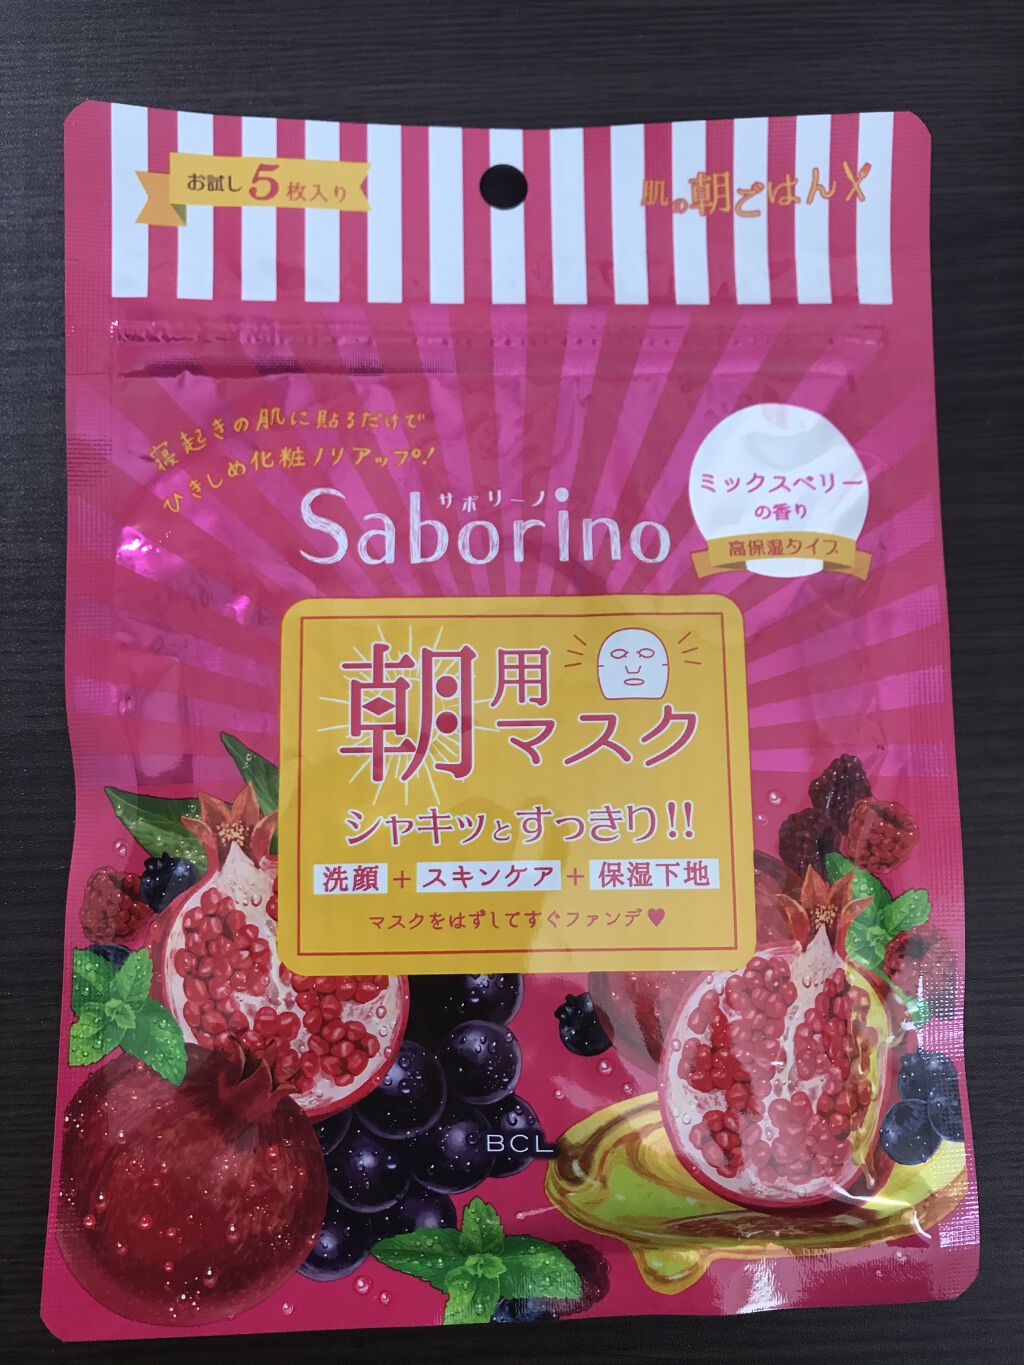 お試し5枚入り
肌の朝ごはん
寝起きの肌に貼るだけで
ひきしめ化粧ノリアップ!
サボリーノ
Saborino
ミックスベリー
の香り
高保湿タイプ
朝用マスク
シャキッとすっきり!!
洗顔+スキンケア+保湿下地
マスクをはずしてすぐファンデ♥
BCL